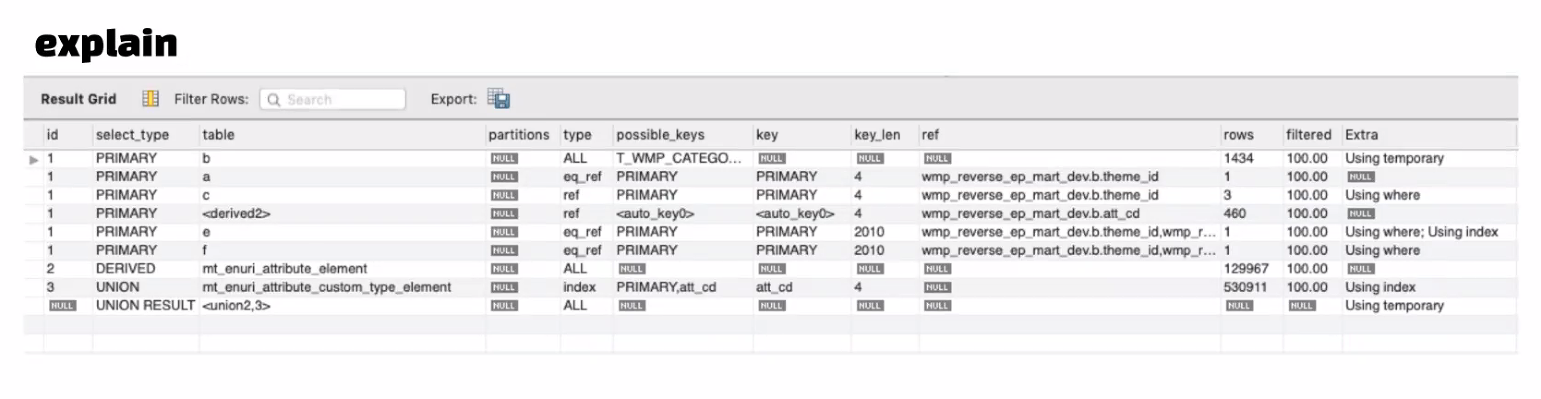 explain
Result Grid Filter Rows: Search Export:
id select_type table partitions type possible_keys key key_len ref rows filtered Extra
1 PRIMARY b NULL ALL T_WMP_CATEGO... NULL NULL NULL 1434 100.00 Using temporary
1 PRIMARY a NULL eq_ref PRIMARY PRIMARY 4 wmp_reverse_ep_mart_dev.b.theme_id 1 100.00 NULL
1 PRIMARY c NULL ref PRIMARY PRIMARY 4 wmp_reverse_ep_mart_dev.b.theme_id 3 100.00 Using where
1 PRIMARY <derived2> NULL ref <auto_key0> <auto_key0> 4 wmp_reverse_ep_mart_dev.b.att_cd 460 100.00 NULL
1 PRIMARY e NULL eq_ref PRIMARY PRIMARY 2010 wmp_reverse_ep_mart_dev.b.theme_id,wmp_r... 1 100.00 Using where; Using index
1 PRIMARY f NULL eq_ref PRIMARY PRIMARY 2010 wmp_reverse_ep_mart_dev.b.theme_id,wmp_r... 1 100.00 Using where
2 DERIVED mt_enuri_attribute_element NULL ALL NULL NULL NULL NULL 129967 100.00 NULL
3 UNION mt_enuri_attribute_custom_type_element NULL index PRIMARY,att_cd att_cd 4 NULL 530911 100.00 Using index
NULL UNION RESULT <union2,3> NULL ALL NULL NULL NULL NULL NULL NULL Using temporary